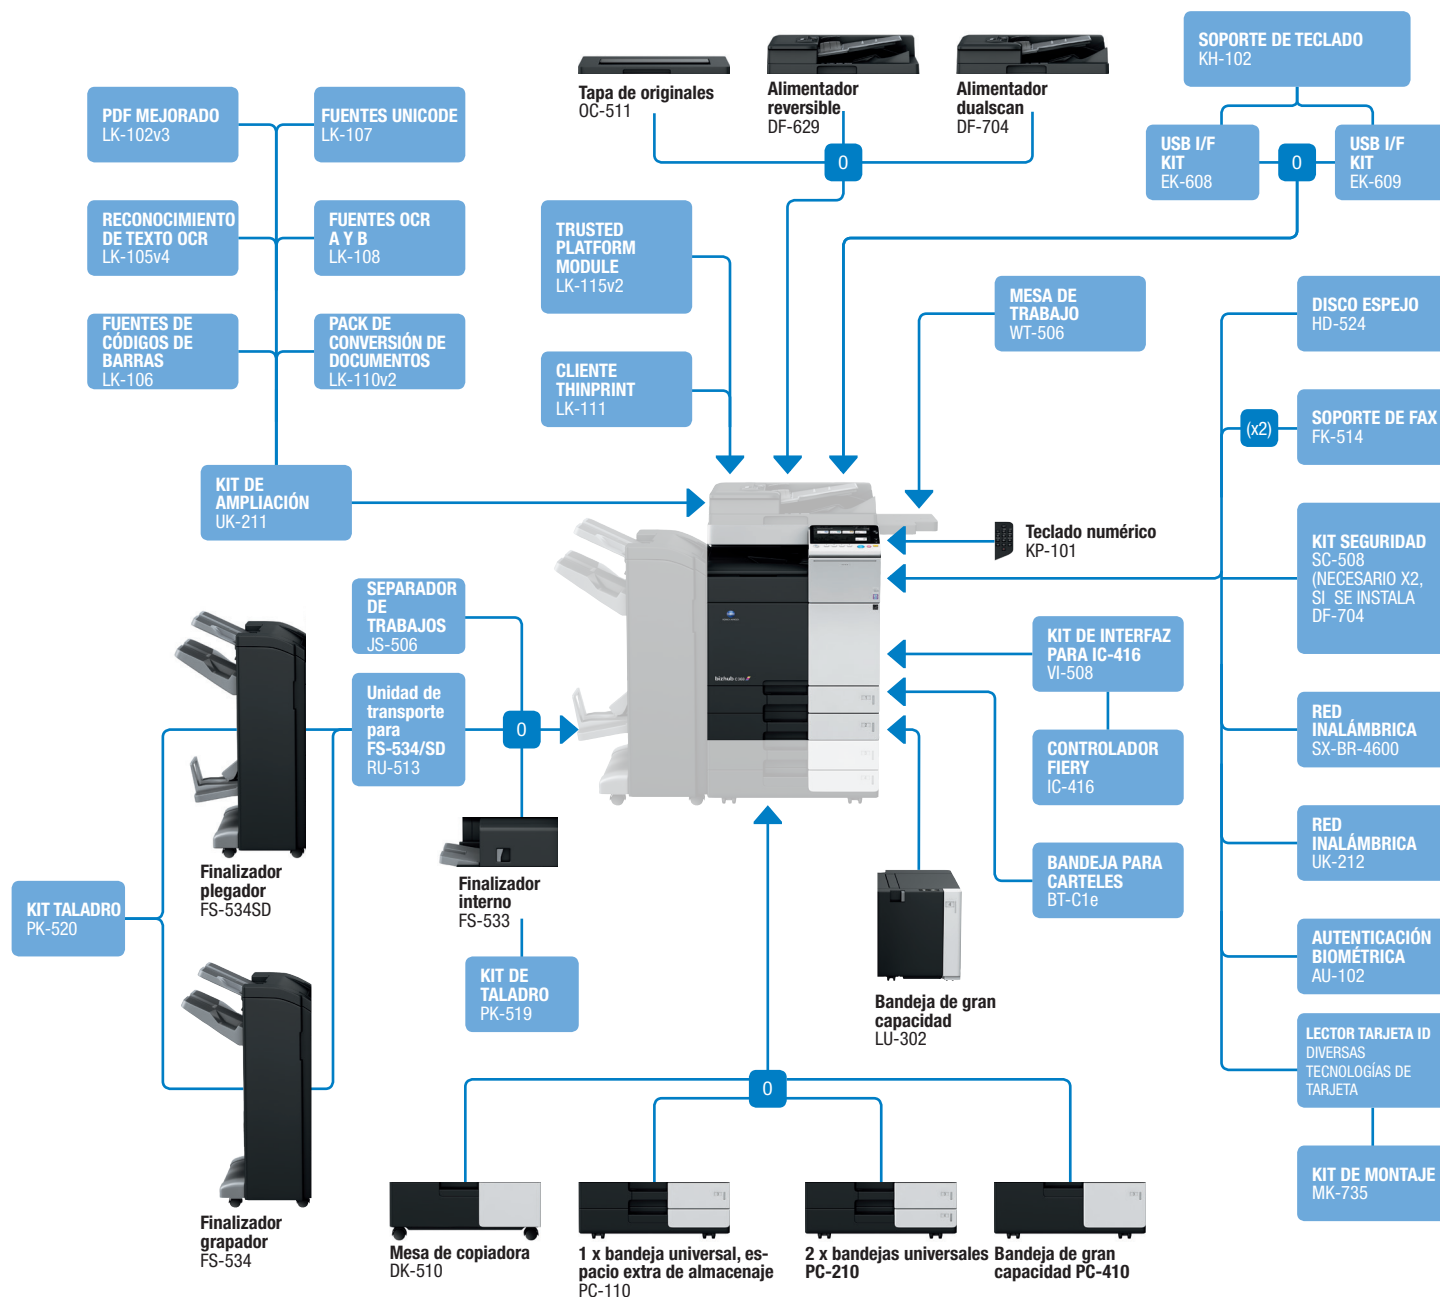 SOPORTE DE TECLADO
KH-102
Tapa de originales
OC-511
Alimentador
reversible
DF-629
Alimentador
dualscan
DF-704
PDF MEJORADO
LK-102v3
FUENTES UNICODE
LK-107
0
USB I/F
KIT
EK-608
0
USB I/F
KIT
EK-609
RECONOCIMIENTO
DE TEXTO OCR
LK-105v4
FUENTES OCR
A Y B
LK-108
TRUSTED
PLATFORM
MODULE
LK-115v2
MESA DE
TRABAJO
WT-506
DISCO ESPEJO
HD-524
FUENTES DE
CÓDIGOS DE
BARRAS
LK-106
PACK DE
CONVERSIÓN DE
DOCUMENTOS
LK-110v2
CLIENTE
THINPRINT
LK-111
(x2)
SOPORTE DE FAX
FK-514
KIT DE
AMPLIACIÓN
UK-211
Teclado numérico
KP-101
KIT SEGURIDAD
SC-508
(NECESARIO X2,
SI SE INSTALA
DF-704
SEPARADOR
DE
TRABAJOS
JS-506
KIT DE INTERFAZ
PARA IC-416
VI-508
Unidad de
transporte
para
FS-534/SD
RU-513
0
bizhub
RED
INALÁMBRICA
SX-BR-4600
CONTROLADOR
FIERY
IC-416
RED
INALÁMBRICA
UK-212
Finalizador
plegador
FS-534SD
Finalizador
interno
FS-533
BANDEJA PARA
CARTELES
BT-C1e
KIT TALADRO
PK-520
AUTENTICACIÓN
BIOMÉTRICA
AU-102
KIT DE
TALADRO
PK-519
Bandeja de gran
capacidad
LU-302
LECTOR TARJETA ID
DIVERSAS
TECNOLOGÍAS DE
TARJETA
0
KIT DE MONTAJE
MK-735
Finalizador
grapador
FS-534
Mesa de copiadora
DK-510
1 x bandeja universal, es-
pacio extra de almacenaje
PC-110
2 x bandejas universales
PC-210
Bandeja de gran
capacidad PC-410